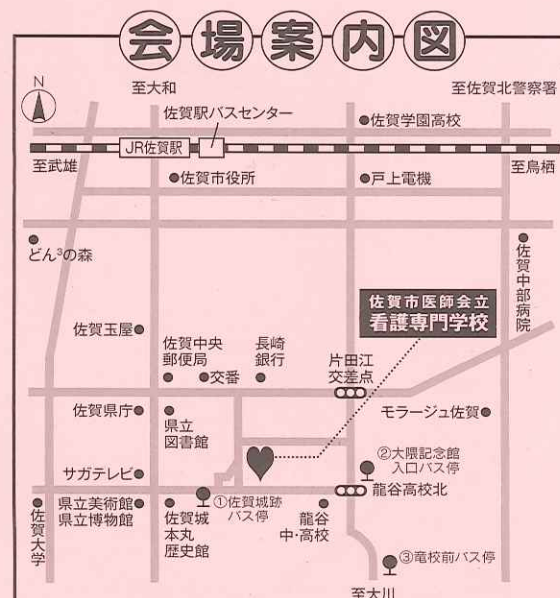 会場案内図
N
至大和
至佐賀北警察署
佐賀駅バスセンター
佐賀学園高校
JR佐賀駅
至武雄
至鳥栖
佐賀市役所
戸上電機
どん³の森
佐賀中部病院
佐賀市医師会立
看護専門学校
佐賀玉屋
佐賀中央
郵便局
交番
長崎
銀行
片田江
交差点
佐賀県庁
県立
図書館
モラージュ佐賀
サガテレビ
②大隈記念館
入口バス停
龍谷高校北
佐賀大学
県立美術館
県立博物館
佐賀城
本丸
歴史館
①佐賀城跡
バス停
龍谷
中・高校
③竜校前バス停
至大川